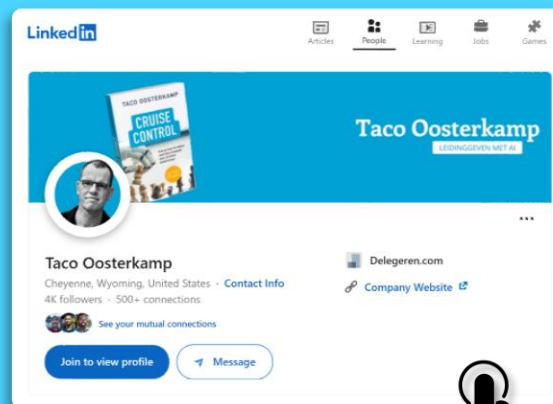 Linked in
Articles People Learning Jobs Games
TACO OOSTERKAMP
CRUISE
CONTROL
Taco Oosterkamp
LEIDINGGEVEN MET AI
Taco Oosterkamp
Cheyenne, Wyoming, United States · Contact Info
4K followers · 500+ connections
See your mutual connections
Join to view profile
Message
Delegeren.com
Company Website